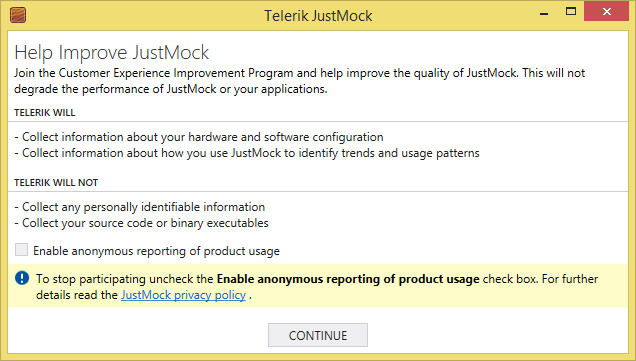 Telerik JustMock
Help Improve JustMock
Join the Customer Experience Improvement Program and help improve the quality of JustMock. This will not
degrade the performance of JustMock or your applications.
TELERIK WILL
- Collect information about your hardware and software configuration
- Collect information about how you use JustMock to identify trends and usage patterns
TELERIK WILL NOT
- Collect any personally identifiable information
- Collect your source code or binary executables
Enable anonymous reporting of product usage
To stop participating uncheck the Enable anonymous reporting of product usage check box. For further
details read the JustMock privacy policy .
CONTINUE